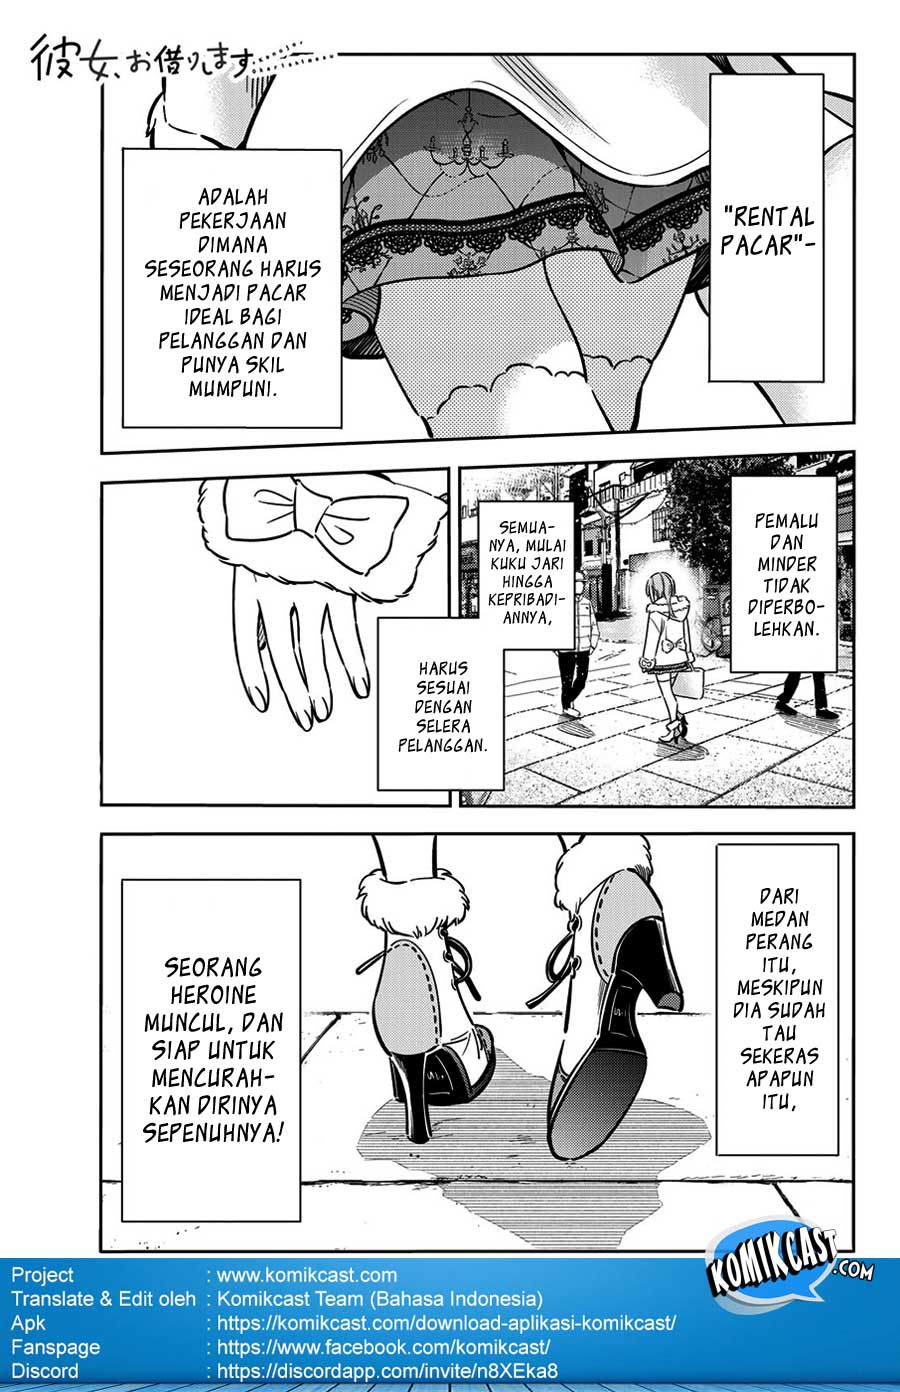 彼女、お借りします
"RENTAL
PACAR"-
ADALAH
PEKERJAAN
DIMANA
SESEORANG HARUS
MENJADI PACAR
IDEAL BAGI
PELANGGAN DAN
PUNYA SKIL
MUMPUNI.
PEMALU
DAN
MINDER
TIDAK
DIPERBO-
LEHKAN.
SEMUA-
NYA, MULAI
KUKU JARI
HINGGA
KEPRIBADI-
ANNYA,
HARUS
SESUAI
DENGAN
SELERA
PELANGGAN.
DARI
MEDAN
PERANG
ITU,
MESKIPUN
DIA SUDAH
TAU
SEKERAS
APAPUN
ITU,
SEORANG
HEROINE
MUNCUL, DAN
SIAP UNTUK
MENCURAH-
KAN DIRINYA
SEPENUHNYA!
KOMIKCAST.COM
Project : www.komikcast.com
Translate & Edit oleh : Komikcast Team (Bahasa Indonesia)
Apk : https://komikcast.com/download-aplikasi-komikcast/
Fanspage : https://www.facebook.com/komikcast/
Discord : https://discordapp.com/invite/n8XEka8